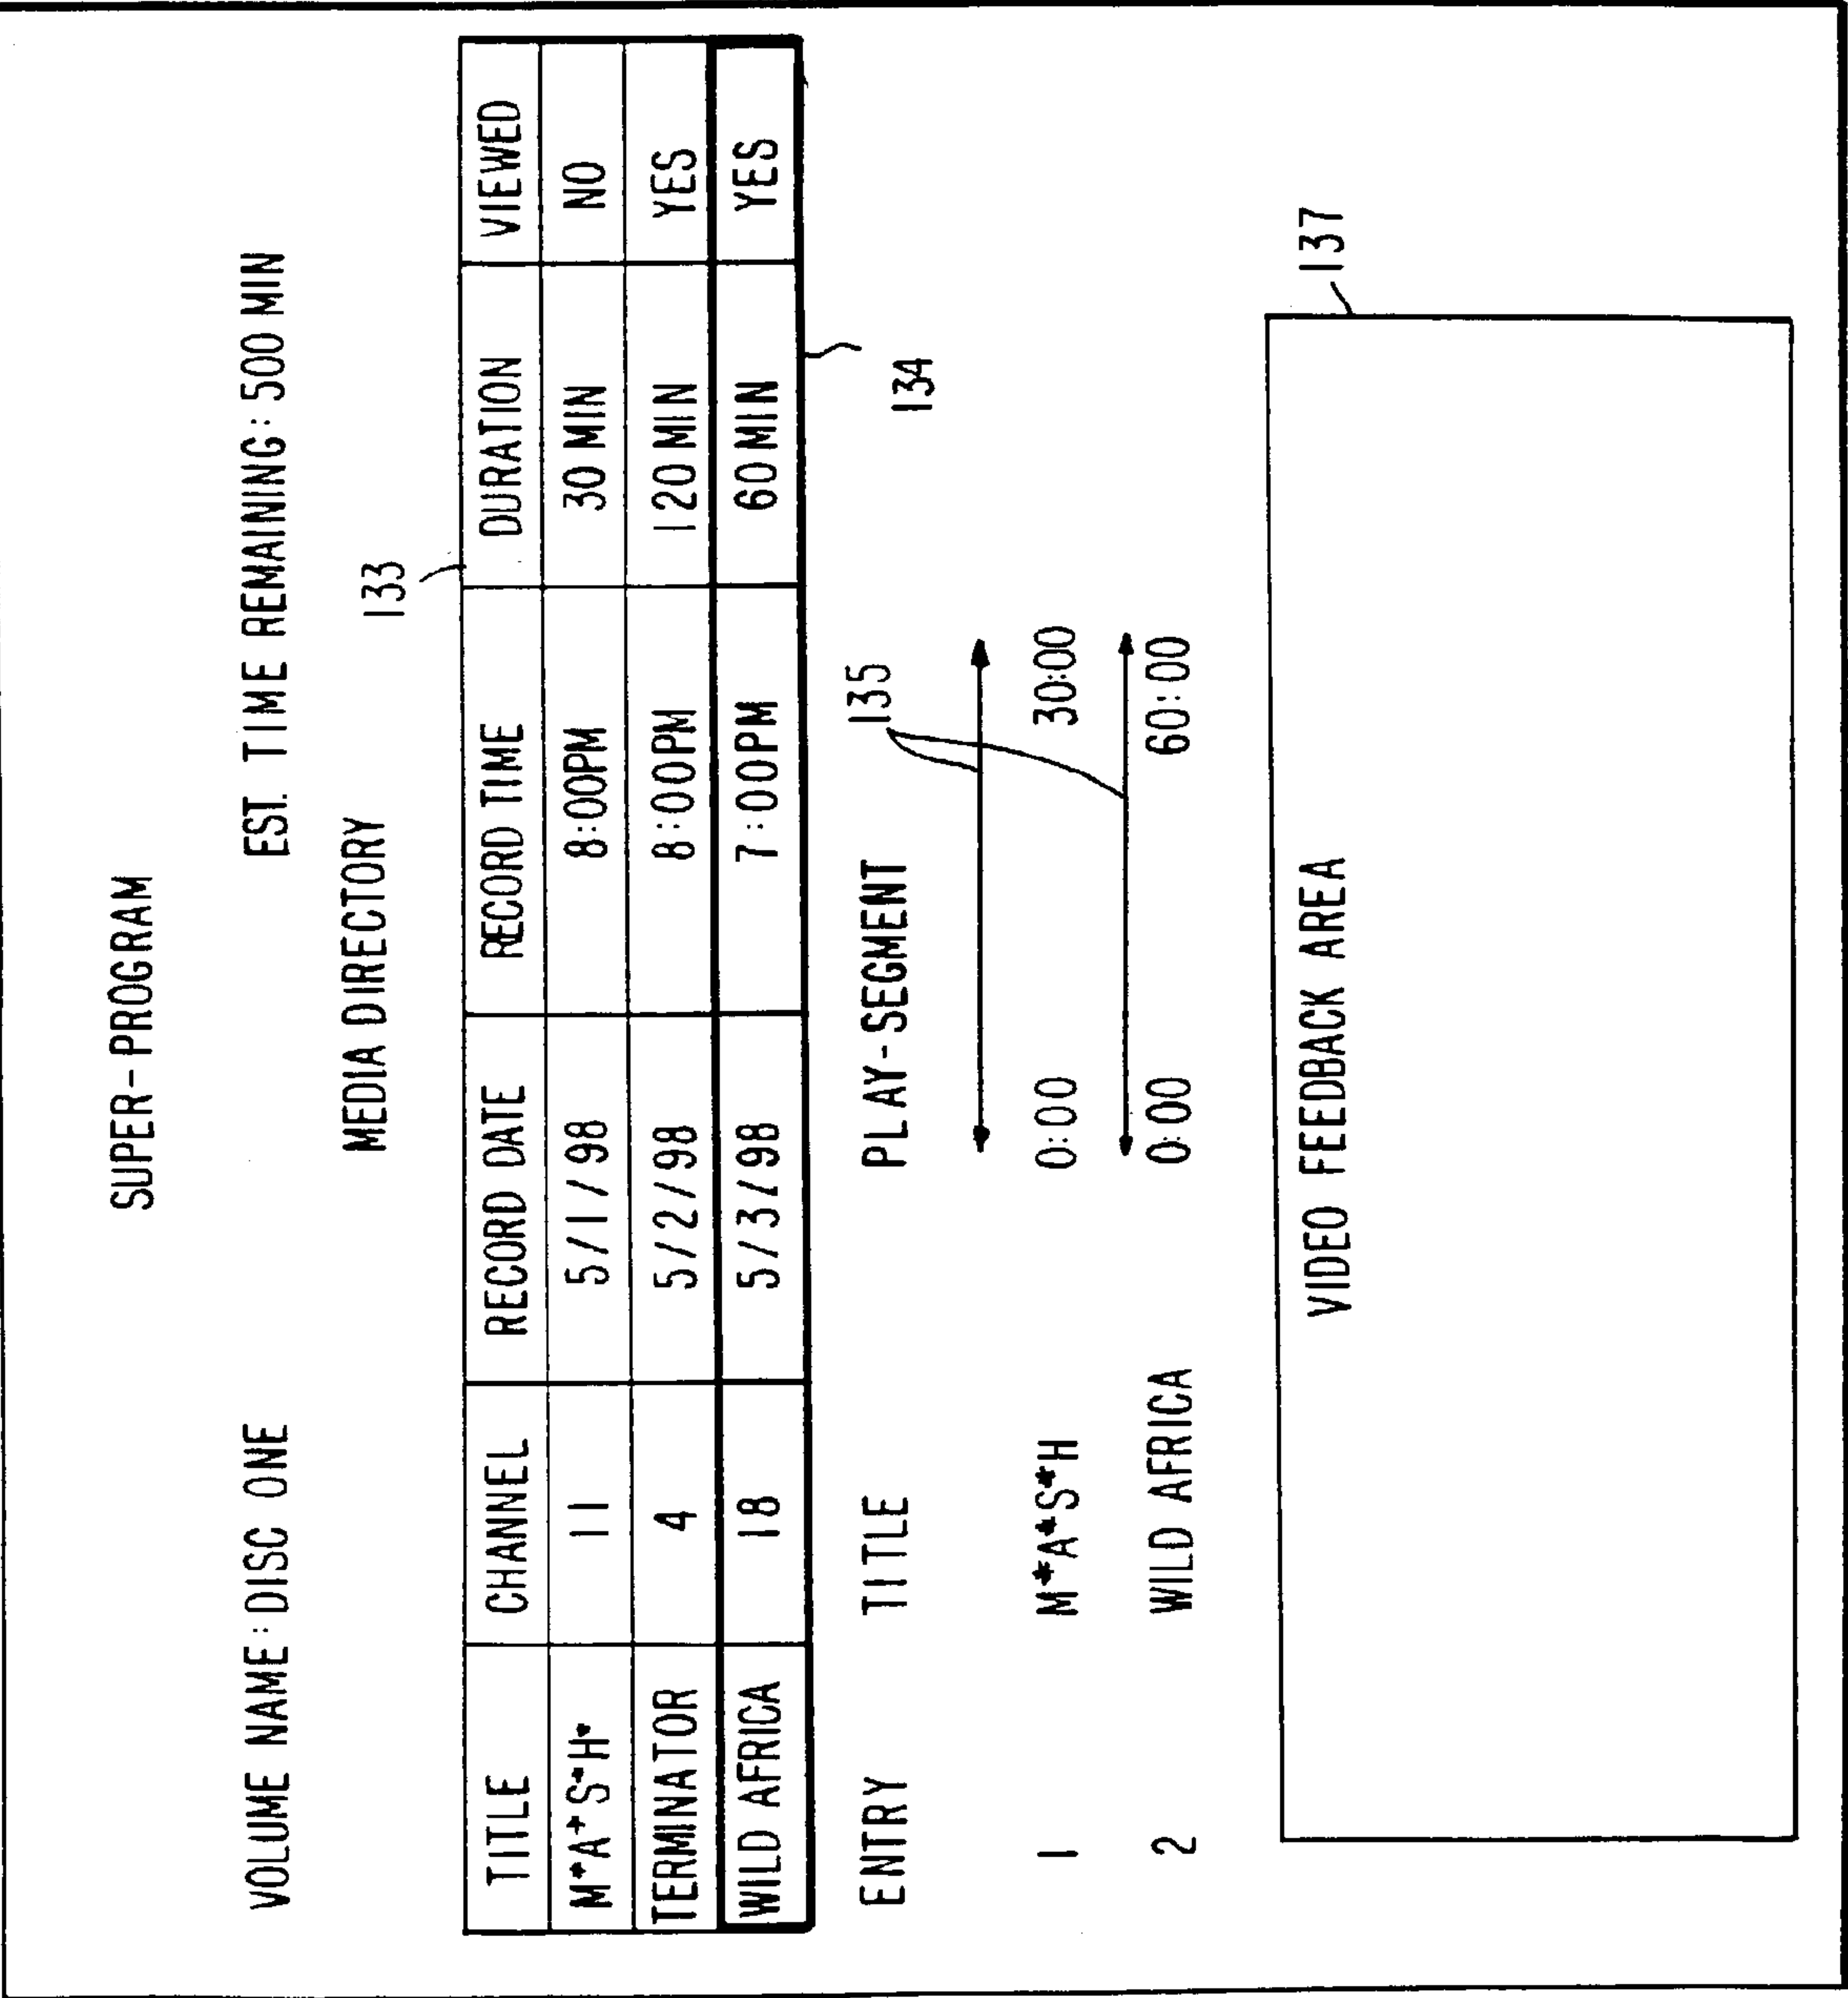 SUPER-PROGRAM
VOLUME NAME: DISC ONE EST. TIME REMAINING: 500 MIN
MEDIA DIRECTORY
133
TITLE CHANNEL RECORD DATE RECORD TIME DURATION VIEWED
M*A*S*H* 11 5/1/98 8:00PM 30 MIN NO
TERMINATOR 4 5/2/98 8:00PM 120 MIN YES
WILD AFRICA 18 5/3/98 7:00PM 60 MIN YES
134
135
ENTRY TITLE PLAY-SEGMENT
1 M*A*S*H 0:00 30:00
2 WILD AFRICA 0:00 60:00
137
VIDEO FEEDBACK AREA